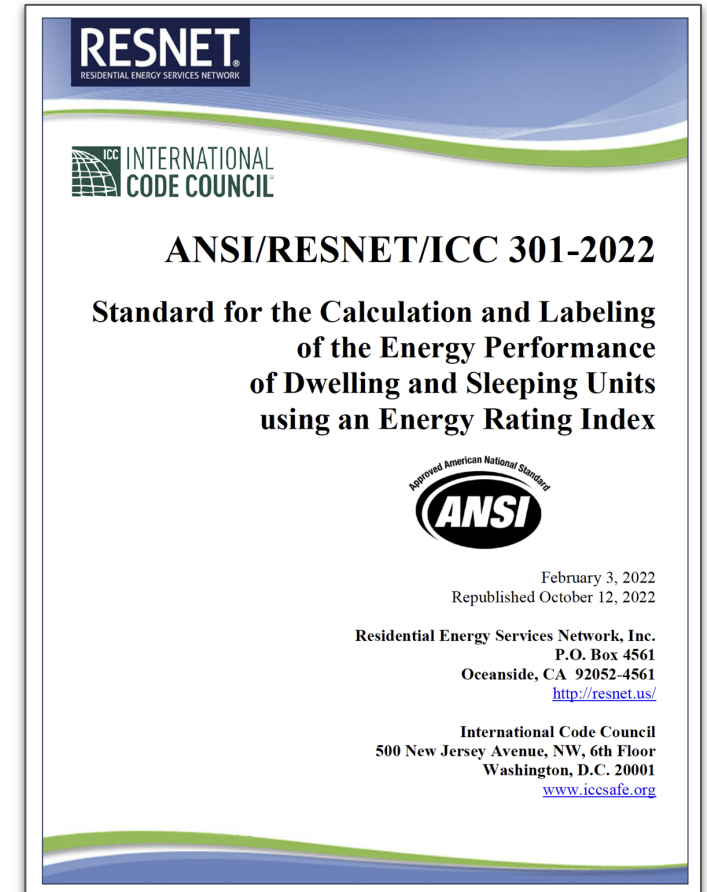 RESNET®
RESIDENTIAL ENERGY SERVICES NETWORK
ICC INTERNATIONAL
CODE COUNCIL®
ANSI/RESNET/ICC 301-2022
Standard for the Calculation and Labeling
of the Energy Performance
of Dwelling and Sleeping Units
using an Energy Rating Index
Approved American National Standard
ANSI
February 3, 2022
Republished October 12, 2022
Residential Energy Services Network, Inc.
P.O. Box 4561
Oceanside, CA  92052-4561
http://resnet.us/
International Code Council
500 New Jersey Avenue, NW, 6th Floor
Washington, D.C. 20001
www.iccsafe.org